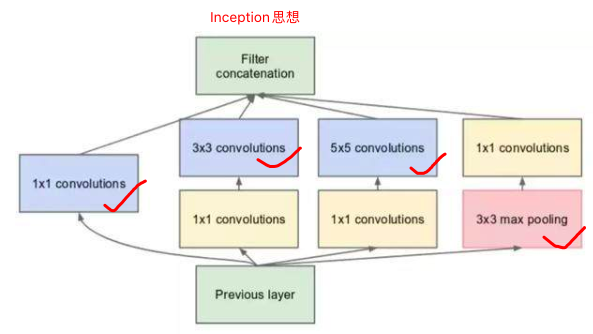 Inception思想
Filter
concatenation
3x3 convolutions
5x5 convolutions
1x1 convolutions
1x1 convolutions
1x1 convolutions
1x1 convolutions
3x3 max pooling
Previous layer